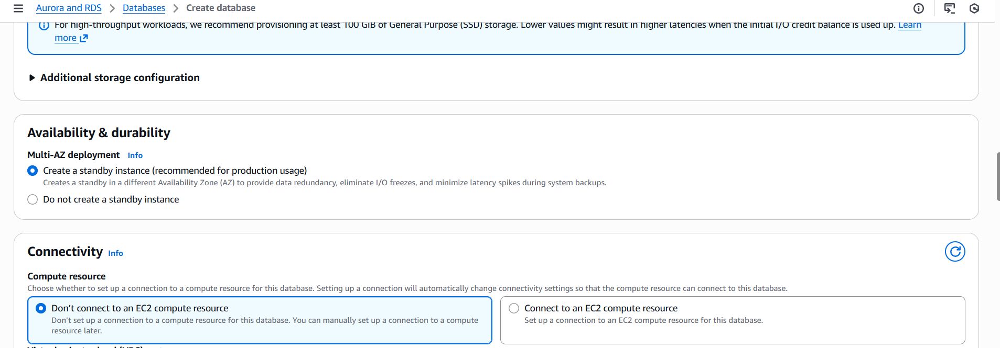 Aurora and RDS > Databases > Create database
For high-throughput workloads, we recommend provisioning at least 100 GiB of General Purpose (SSD) storage. Lower values might result in higher latencies when the initial I/O credit balance is used up. Learn
more
Additional storage configuration
Availability & durability
Multi-AZ deployment Info
Create a standby instance (recommended for production usage)
Creates a standby in a different Availability Zone (AZ) to provide data redundancy, eliminate I/O freezes, and minimize latency spikes during system backups.
Do not create a standby instance
Connectivity Info
Compute resource
Choose whether to set up a connection to a compute resource for this database. Setting up a connection will automatically change connectivity settings so that the compute resource can connect to this database.
Don’t connect to an EC2 compute resource
Don’t set up a connection to a compute resource for this database. You can manually set up a connection to a compute
resource later.
Connect to an EC2 compute resource
Set up a connection to an EC2 compute resource for this database.